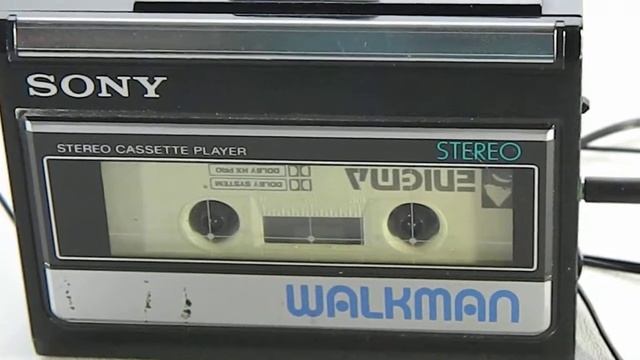 SONY
STEREO CASSETTE PLAYER
STEREO
DOLBY HX PRO
DOLBY SYSTEM
ENIGMA
WALKMAN